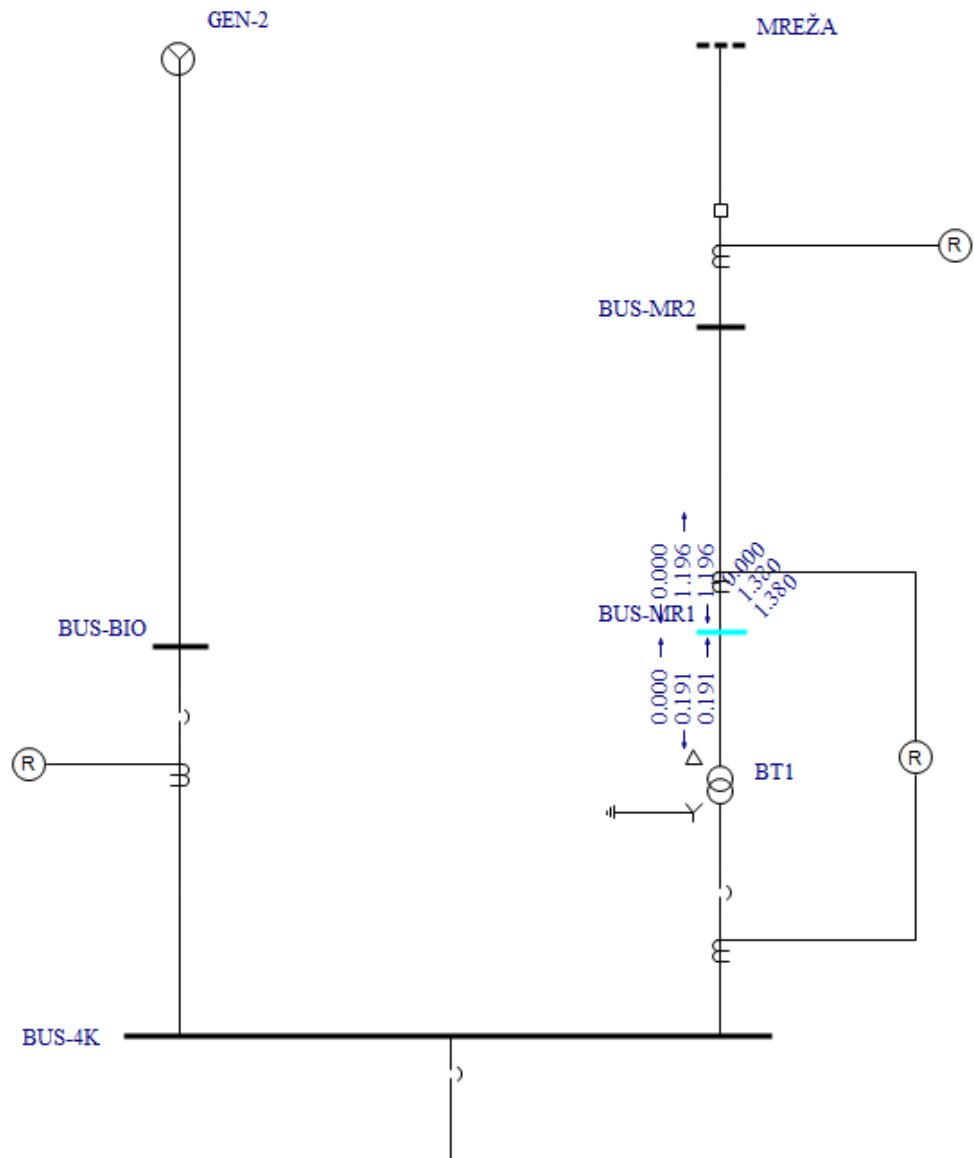 GEN-2
MREŽA
R
BUS-MR2
0.000
1.196
1.196
0.000
1.380
1.380
BUS-MR1
BUS-BIO
0.000
0.191
0.191
R
R
BT1
BUS-4K